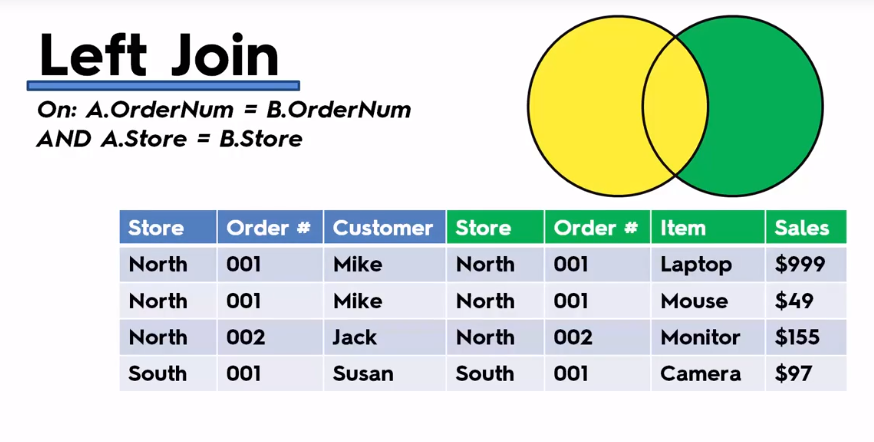 Left Join
On: A.OrderNum = B.OrderNum
AND A.Store = B.Store
Store Order # Customer Store Order # Item Sales
North 001 Mike North 001 Laptop $999
North 001 Mike North 001 Mouse $49
North 002 Jack North 002 Monitor $155
South 001 Susan South 001 Camera $97